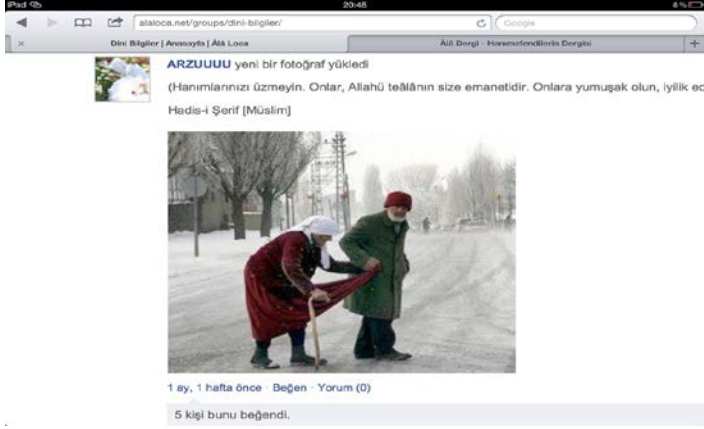 iPad
20:45
8 %
alaloca.net/groups/dini-bilgiler/
Google
Dini Bilgiler | Anasayfa | Âlâ Loca
Âlâ Dergi - Hanımefendilerin Dergisi
ARZUUUU yeni bir fotoğraf yükledi
(Hanımlarınızı üzmeyin. Onlar, Allahü teâlânın size emanetidir. Onlara yumuşak olun, iyilik ed
Hadis-i Şerif [Müslim]
1 ay, 1 hafta önce · Beğen · Yorum (0)
5 kişi bunu beğendi.